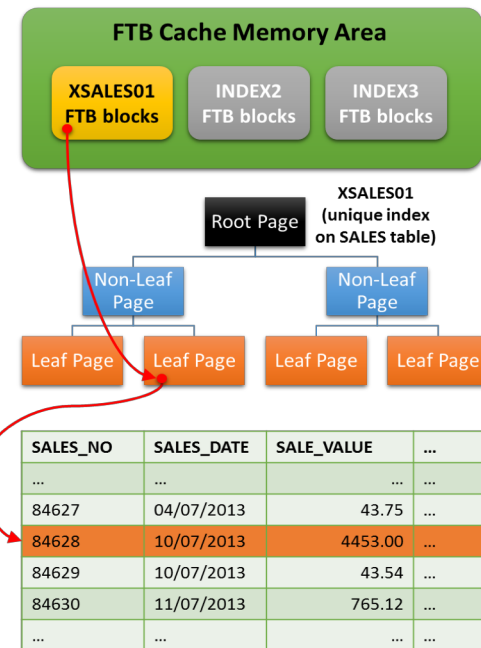 FTB Cache Memory Area
XSALES01
FTB blocks
INDEX2
FTB blocks
INDEX3
FTB blocks
XSALES01
(unique index
on SALES table)
Root Page
Non-Leaf
Page
Non-Leaf
Page
Leaf Page
Leaf Page
Leaf Page
Leaf Page
SALES_NO SALES_DATE SALE_VALUE ...
... ... ... ...
84627 04/07/2013 43.75 ...
84628 10/07/2013 4453.00 ...
84629 10/07/2013 43.54 ...
84630 11/07/2013 765.12 ...
... ... ... ...